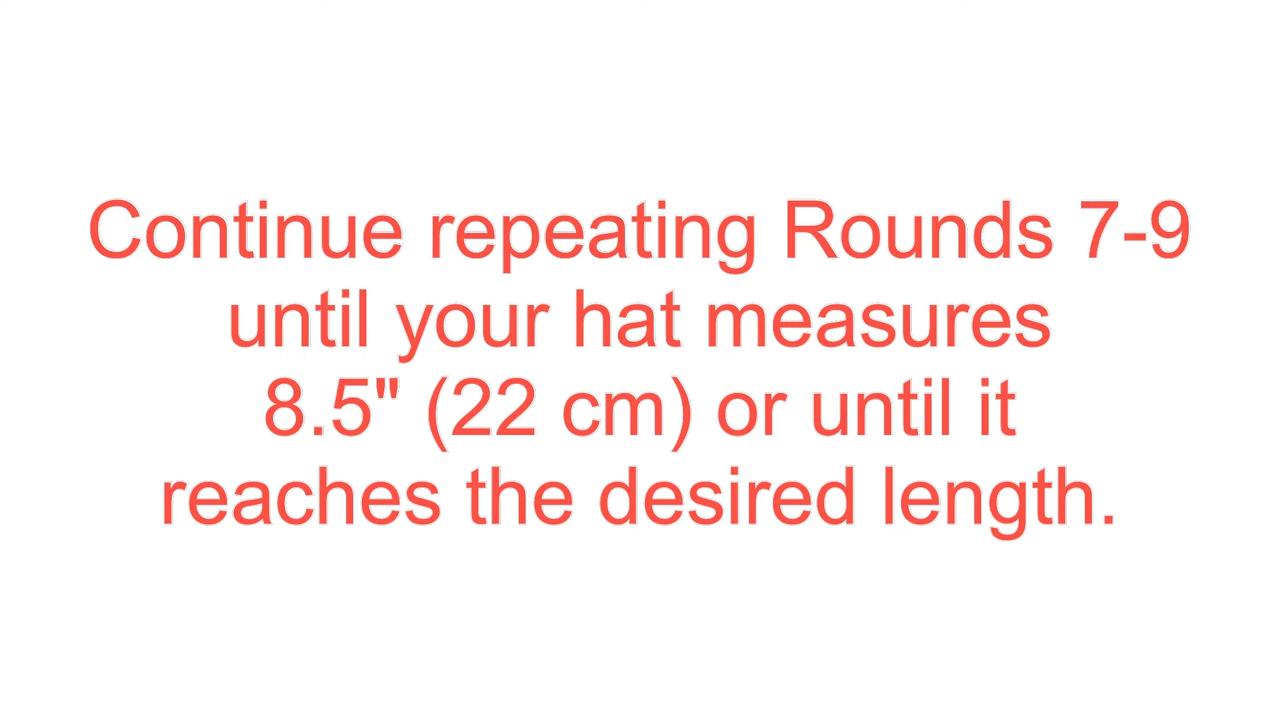 Continue repeating Rounds 7-9
until your hat measures
8.5" (22 cm) or until it
reaches the desired length.